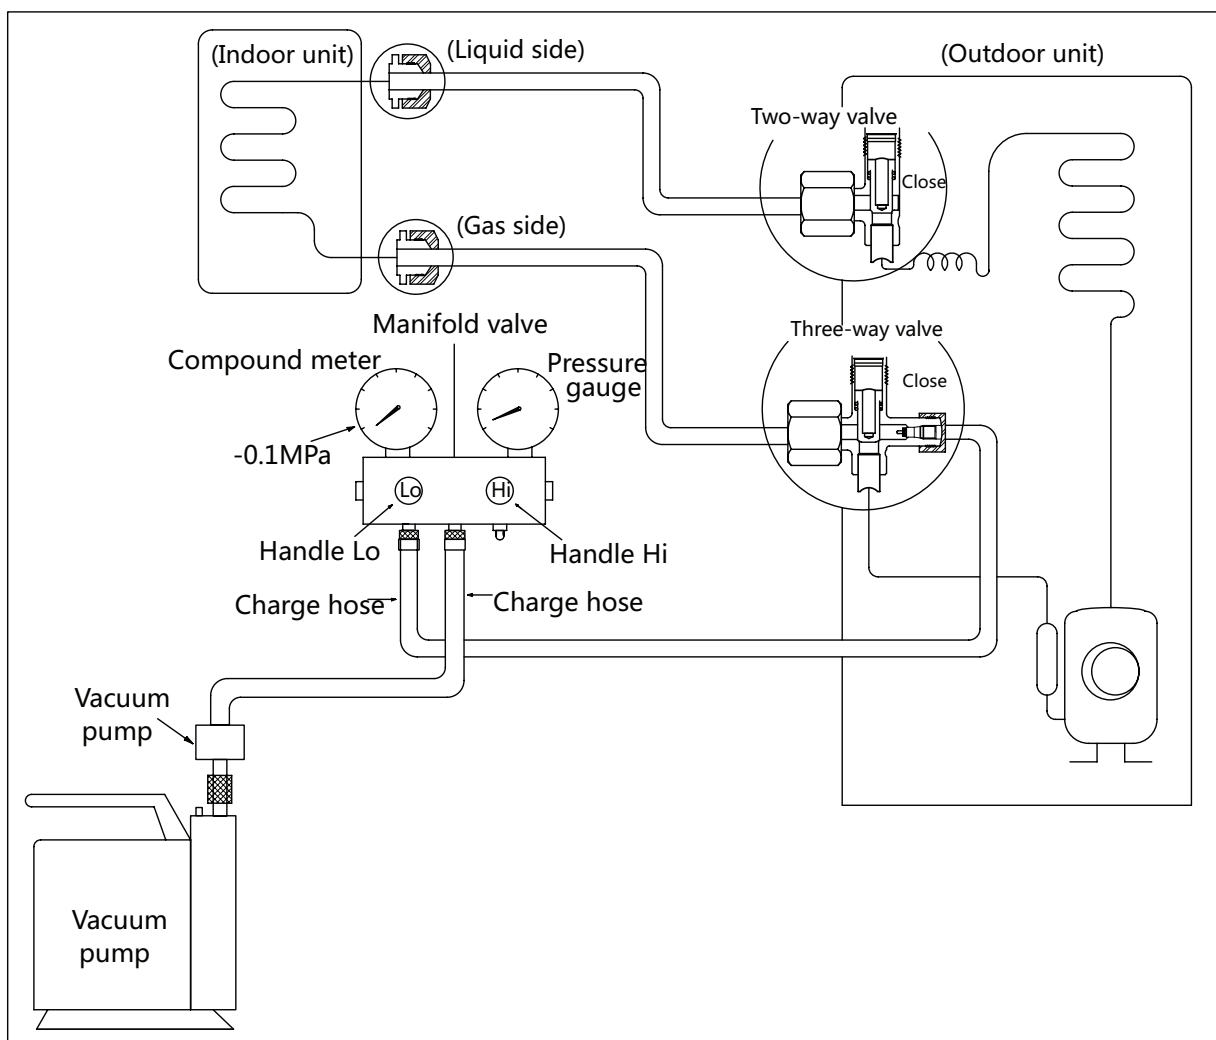 (Indoor unit)
(Liquid side)
(Outdoor unit)
Two-way valve
Close
(Gas side)
Manifold valve
Three-way valve
Compound meter
Pressure
gauge
Close
-0.1MPa
Lo
Hi
Handle Lo
Handle Hi
Charge hose
Charge hose
Vacuum
pump
Vacuum
pump